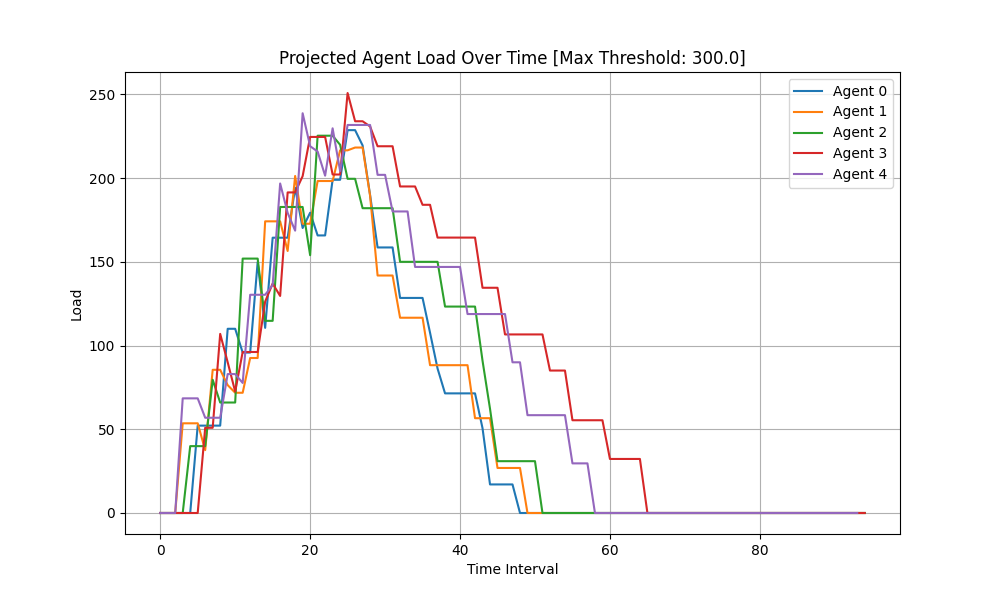 Projected Agent Load Over Time [Max Threshold: 300.0]
Agent 0
Agent 1
Agent 2
Agent 3
Agent 4
Load
250
200
150
100
50
0
0 20 40 60 80
Time Interval